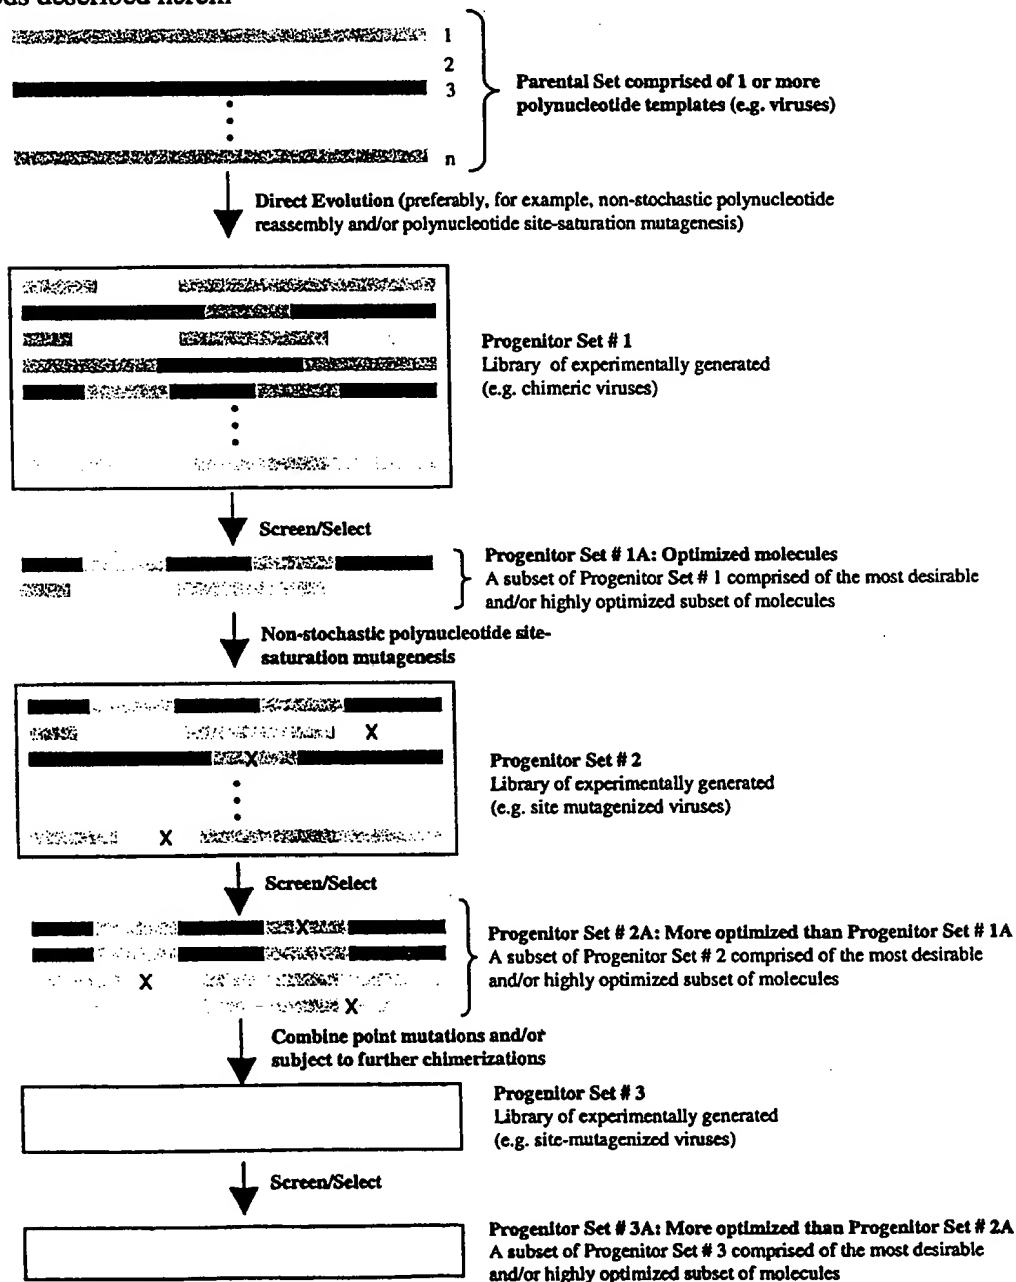 1
2
3
n
Parental Set comprised of 1 or more
polynucleotide templates (e.g. viruses)
Direct Evolution (preferably, for example, non-stochastic polynucleotide
reassembly and/or polynucleotide site-saturation mutagenesis)
Progenitor Set # 1
Library of experimentally generated
(e.g. chimeric viruses)
Screen/Select
Progenitor Set # 1A: Optimized molecules
A subset of Progenitor Set # 1 comprised of the most desirable
and/or highly optimized subset of molecules
Non-stochastic polynucleotide site-
saturation mutagenesis
X
X
X
Progenitor Set # 2
Library of experimentally generated
(e.g. site mutagenized viruses)
Screen/Select
X
X
X
Progenitor Set # 2A: More optimized than Progenitor Set # 1A
A subset of Progenitor Set # 2 comprised of the most desirable
and/or highly optimized subset of molecules
Combine point mutations and/or
subject to further chimerizations
Progenitor Set # 3
Library of experimentally generated
(e.g. site-mutagenized viruses)
Screen/Select
Progenitor Set # 3A: More optimized than Progenitor Set # 2A
A subset of Progenitor Set # 3 comprised of the most desirable
and/or highly optimized subset of molecules